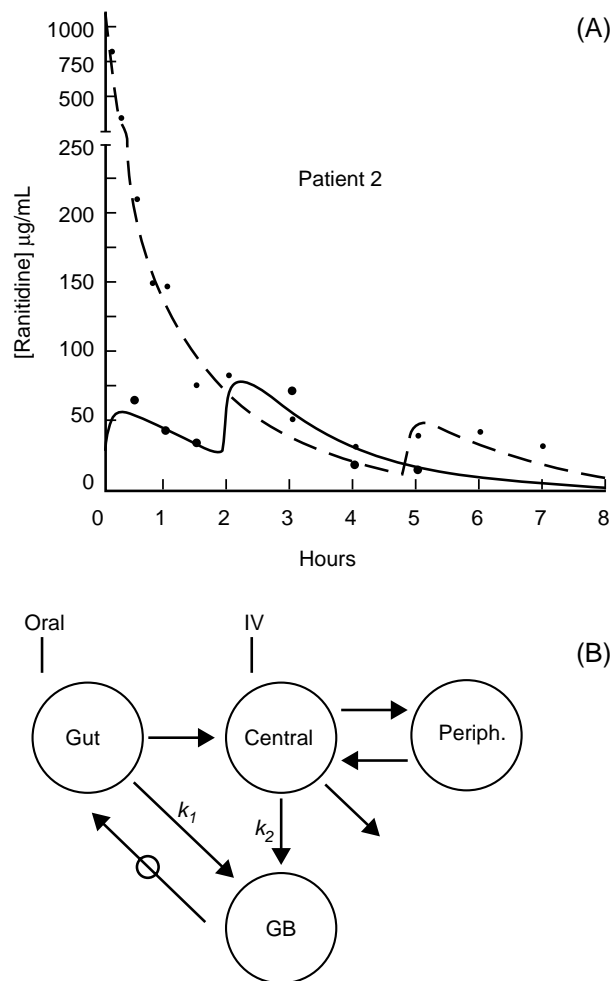 (A)
1000
750
500
250
200
150
100
50
0
[Ranitidine] µg/mL
Patient 2
0 1 2 3 4 5 6 7 8
Hours
(B)
Oral IV
Gut Central Periph.
k1 k2
GB